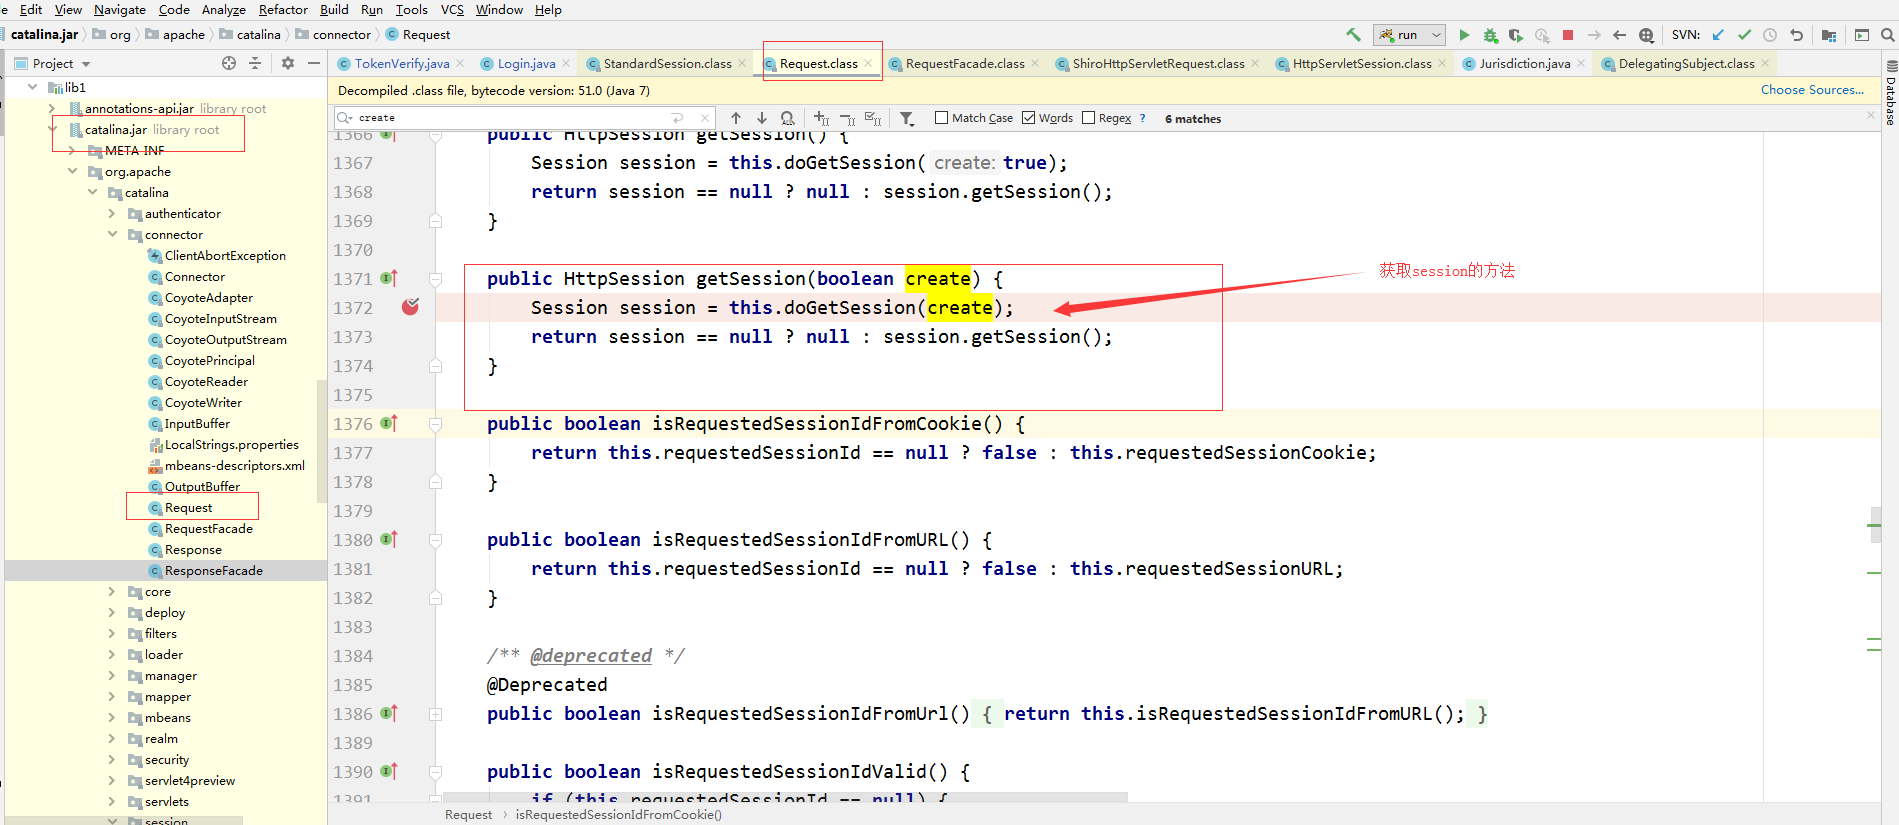 Edit View Navigate Code Analyze Refactor Build Run Tools VCS Window Help
catalina.jar org apache catalina connector Request
run SVN:
Project
TokenVerify.java Login.java StandardSession.class Request.class RequestFacade.class ShiroHttpServletRequest.class HttpServletSession.class Jurisdiction.java DelegatingSubject.class
Decompiled .class file, bytecode version: 51.0 (Java 7) Choose Sources...
create Match Case Words Regex ? 6 matches
Database
lib1
annotations-api.jar library root
catalina.jar library root
META-INF
org.apache
catalina
authenticator
connector
ClientAbortException
Connector
CoyoteAdapter
CoyoteInputStream
CoyoteOutputStream
CoyotePrincipal
CoyoteReader
CoyoteWriter
InputBuffer
LocalStrings.properties
mbeans-descriptors.xml
OutputBuffer
Request
RequestFacade
Response
ResponseFacade
core
deploy
filters
loader
manager
mapper
mbeans
realm
security
servlet4preview
servlets
session
1366 public HttpSession getSession() {
1367 Session session = this.doGetSession( create: true);
1368 return session == null ? null : session.getSession();
1369 }
1370
1371 public HttpSession getSession(boolean create) {
1372 Session session = this.doGetSession(create);
1373 return session == null ? null : session.getSession();
1374 }
1375
获取session的方法
1376 public boolean isRequestedSessionIdFromCookie() {
1377 return this.requestedSessionId == null ? false : this.requestedSessionCookie;
1378 }
1379
1380 public boolean isRequestedSessionIdFromURL() {
1381 return this.requestedSessionId == null ? false : this.requestedSessionURL;
1382 }
1383
1384 /** @deprecated */
1385 @Deprecated
1386 public boolean isRequestedSessionIdFromUrl() { return this.isRequestedSessionIdFromURL(); }
1389
1390 public boolean isRequestedSessionIdValid() {
1391 if (this.requestedSessionId == null) {
Request isRequestedSessionIdFromCookie()